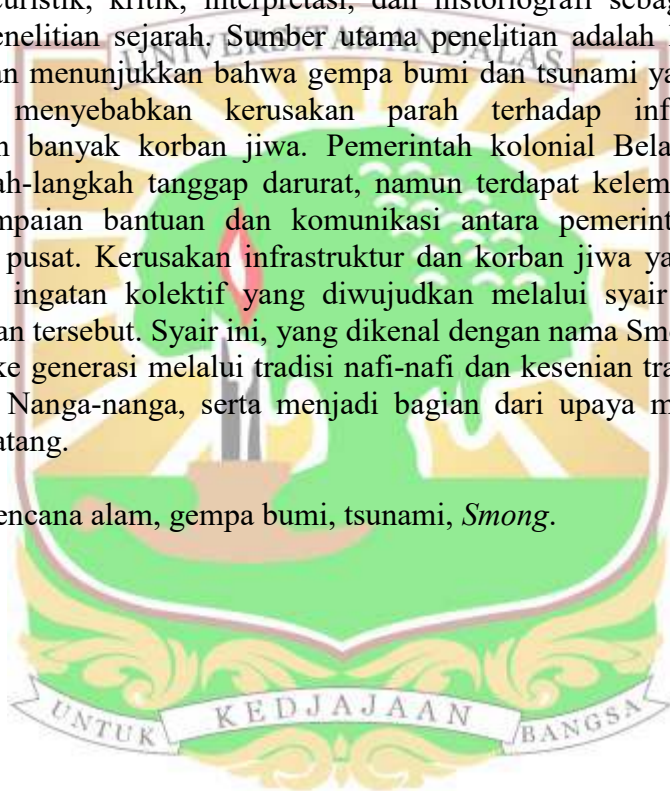 euristik, kritik, interpretasi, dan historiografi sebag
enelitian sejarah. Sumber utama penelitian adalah
UNIVERSITAS ANDALAS
an menunjukkan bahwa gempa bumi dan tsunami ya
menyebabkan kerusakan parah terhadap inf
n banyak korban jiwa. Pemerintah kolonial Bela
ah-langkah tanggap darurat, namun terdapat kelem
mpaian bantuan dan komunikasi antara pemerint
pusat. Kerusakan infrastruktur dan korban jiwa ya
ingatan kolektif yang diwujudkan melalui syair
an tersebut. Syair ini, yang dikenal dengan nama Smo
ke generasi melalui tradisi nafi-nafi dan kesenian tra
Nanga-nanga, serta menjadi bagian dari upaya m
atang.
encana alam, gempa bumi, tsunami, Smong.
UNTUK KEDJAJAAN BANGSA